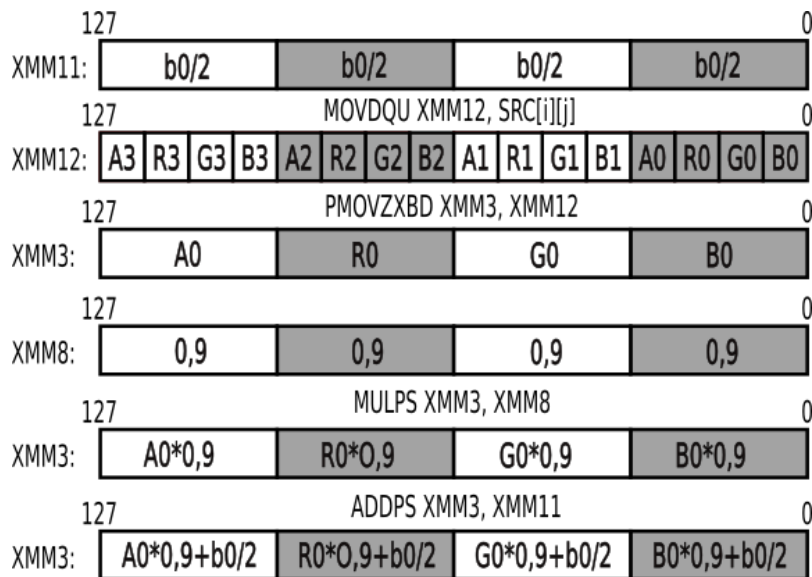 127 0
XMM11: b0/2 b0/2 b0/2 b0/2
127 MOVDQU XMM12, SRC[i][j] 0
XMM12: A3 R3 G3 B3 A2 R2 G2 B2 A1 R1 G1 B1 A0 R0 G0 B0
127 PMOVZXBD XMM3, XMM12 0
XMM3: A0 R0 G0 B0
127 0
XMM8: 0,9 0,9 0,9 0,9
127 MULPS XMM3, XMM8 0
XMM3: A0*0,9 R0*O,9 G0*0,9 B0*0,9
127 ADDPS XMM3, XMM11 0
XMM3: A0*0,9+b0/2 R0*O,9+b0/2 G0*0,9+b0/2 B0*0,9+b0/2